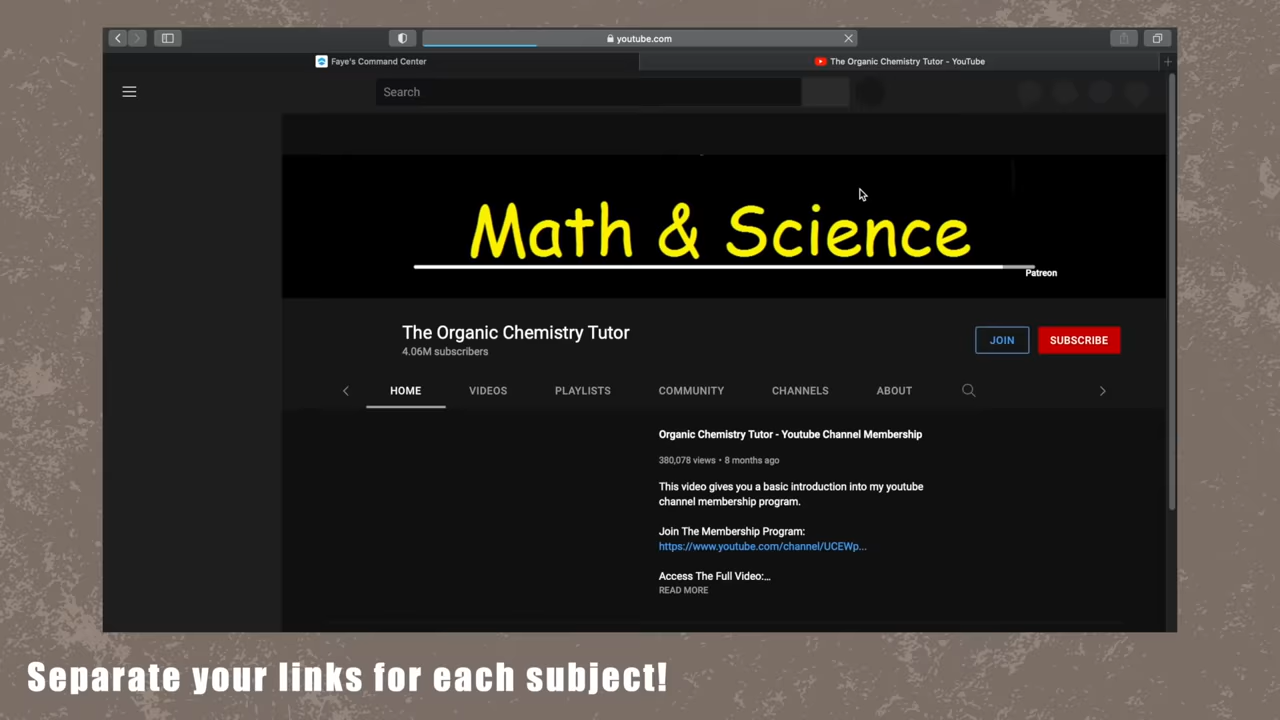 youtube.com
Faye's Command Center
The Organic Chemistry Tutor - YouTube
Search
Math & Science
Patreon
The Organic Chemistry Tutor
4.06M subscribers
JOIN
SUBSCRIBE
HOME
VIDEOS
PLAYLISTS
COMMUNITY
CHANNELS
ABOUT
Organic Chemistry Tutor - Youtube Channel Membership
380,078 views • 8 months ago
This video gives you a basic introduction into my youtube
channel membership program.
Join The Membership Program:
https://www.youtube.com/channel/UCEWp...
Access The Full Video:...
READ MORE
Separate your links for each subject!